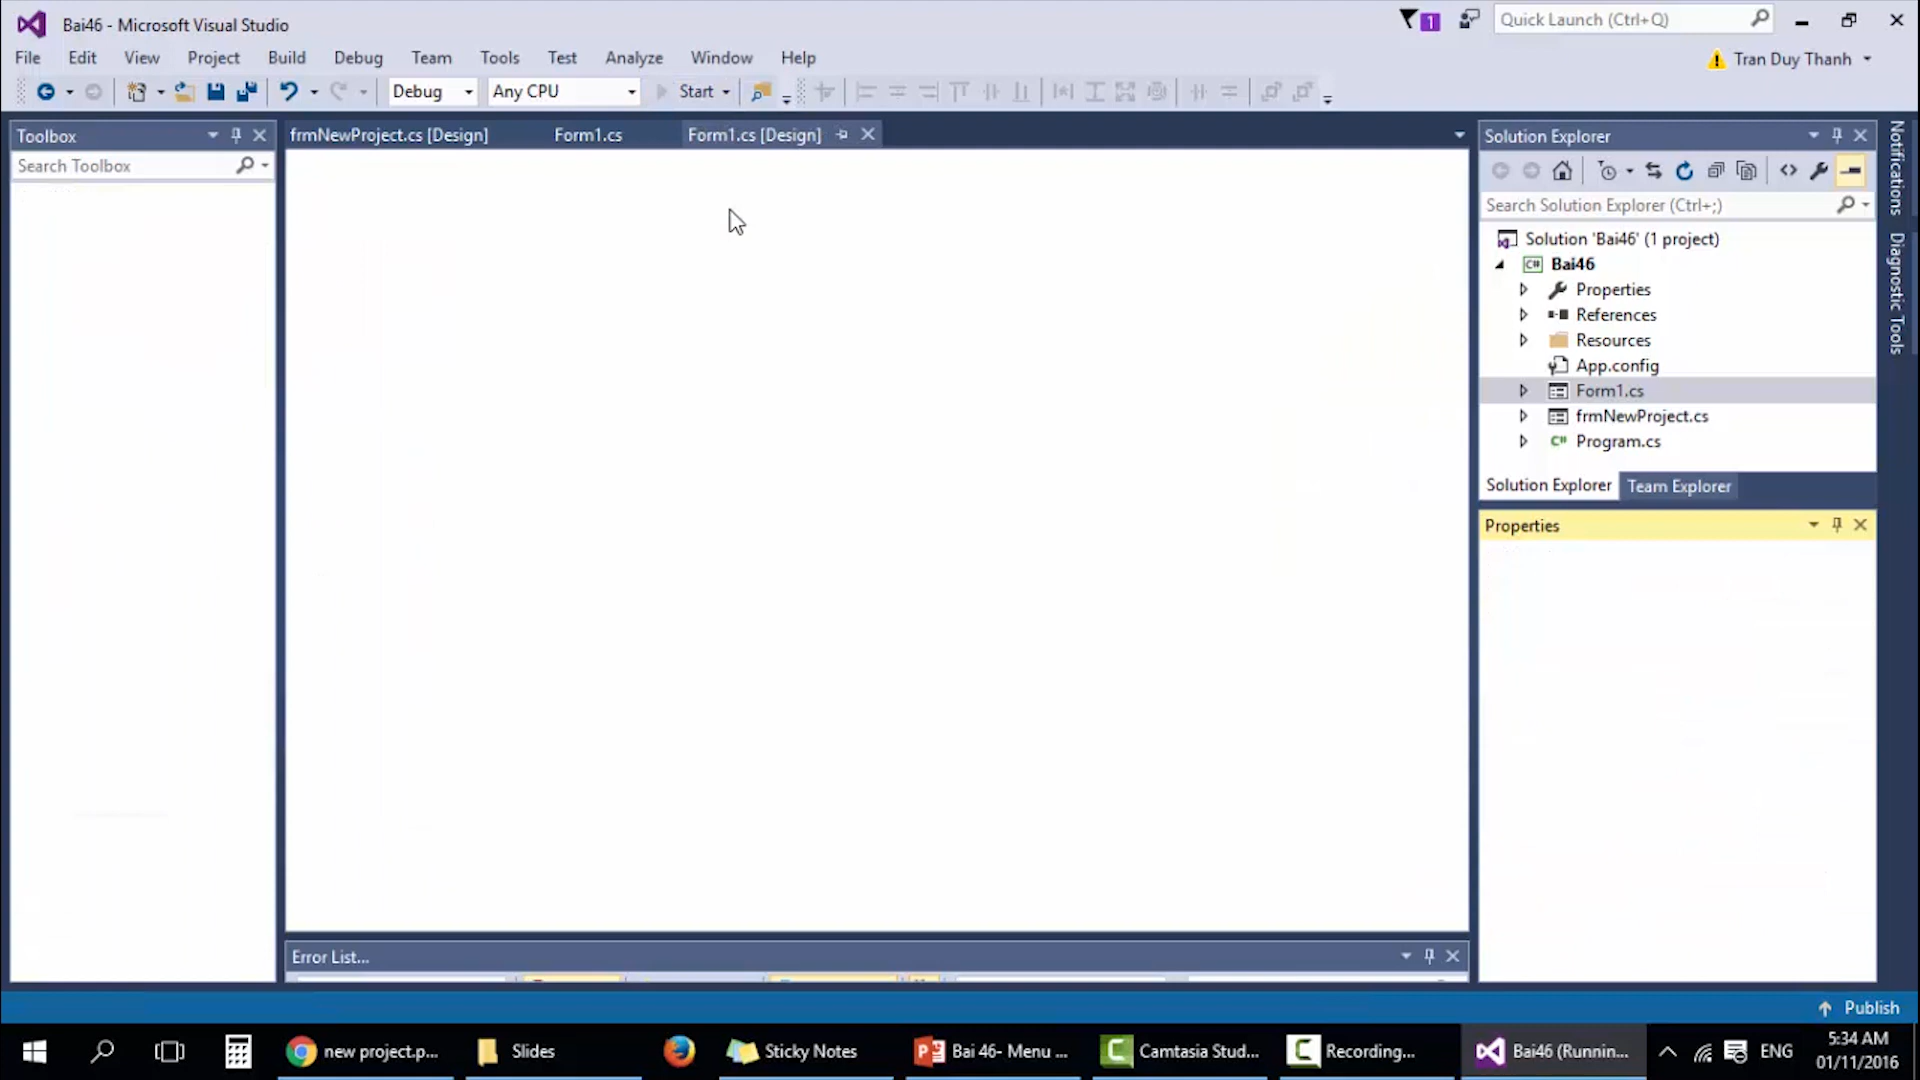 Bai46 - Microsoft Visual Studio
1
Quick Launch (Ctrl+Q)
File Edit View Project Build Debug Team Tools Test Analyze Window Help
Tran Duy Thanh
Debug Any CPU Start
Toolbox
Search Toolbox
frmNewProject.cs [Design] Form1.cs Form1.cs [Design]
Solution Explorer
Search Solution Explorer (Ctrl+;)
Solution 'Bai46' (1 project)
C# Bai46
Properties
References
Resources
App.config
Form1.cs
frmNewProject.cs
C# Program.cs
Solution Explorer Team Explorer
Properties
Notifications
Diagnostic Tools
Error List...
Publish
new project.p...
Slides
Sticky Notes
Bai 46- Menu ...
Camtasia Stud...
Recording...
Bai46 (Runnin...
ENG
5:34 AM
01/11/2016